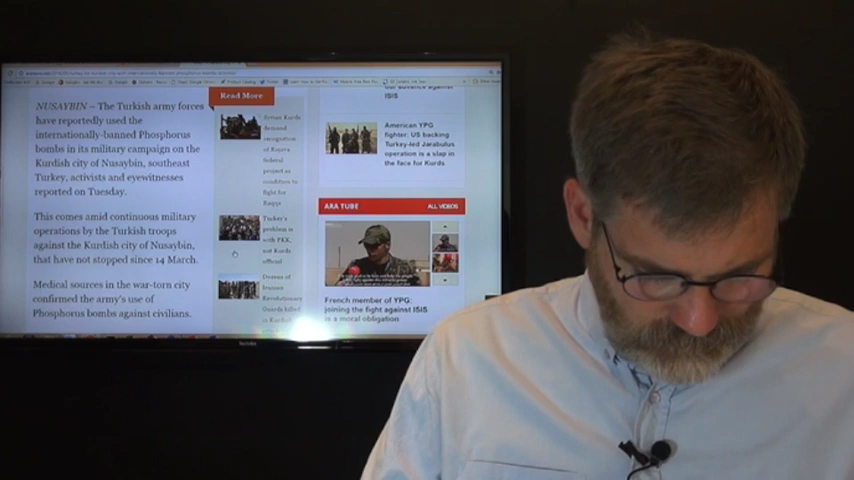 NUSAYBIN – The Turkish army forces
have reportedly used the
internationally-banned Phosphorus
bombs in its military campaign on the
Kurdish city of Nusaybin, southeast
Turkey, activists and eyewitnesses
reported on Tuesday.
This comes amid continuous military
operations by the Turkish troops
against the Kurdish city of Nusaybin,
that have not stopped since 14 March.
Medical sources in the war-torn city
confirmed the army's use of
Phosphorus bombs against civilians.
Read More
Syrian Kurds
demand
recognition
of Rojava
federal
project as
condition to
fight for
Raqqa
Turkey's
problem is
with PKK,
not Kurds
official
Dozens of
Iranian
Revolutionary
Guards killed
ISIS
American YPG
fighter: US backing
Turkey-led Jarabulus
operation is a slap in
the face for Kurds
ARA TUBE
ALL VIDEOS
French member of YPG:
joining the fight against ISIS
is a moral obligation